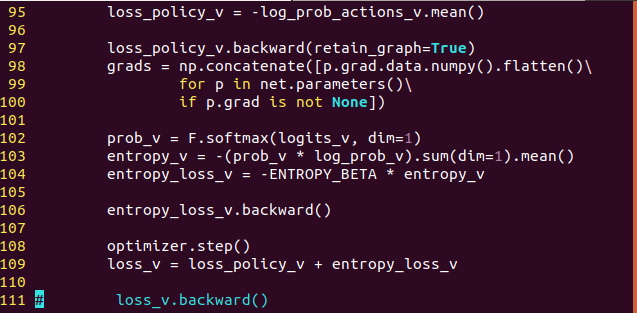 95         loss_policy_v = -log_prob_actions_v.mean()
96
97         loss_policy_v.backward(retain_graph=True)
98         grads = np.concatenate([p.grad.data.numpy().flatten()\
99                 for p in net.parameters()\
100                 if p.grad is not None])
101
102         prob_v = F.softmax(logits_v, dim=1)
103         entropy_v = -(prob_v * log_prob_v).sum(dim=1).mean()
104         entropy_loss_v = -ENTROPY_BETA * entropy_v
105
106         entropy_loss_v.backward()
107
108         optimizer.step()
109         loss_v = loss_policy_v + entropy_loss_v
110
111 #        loss_v.backward()